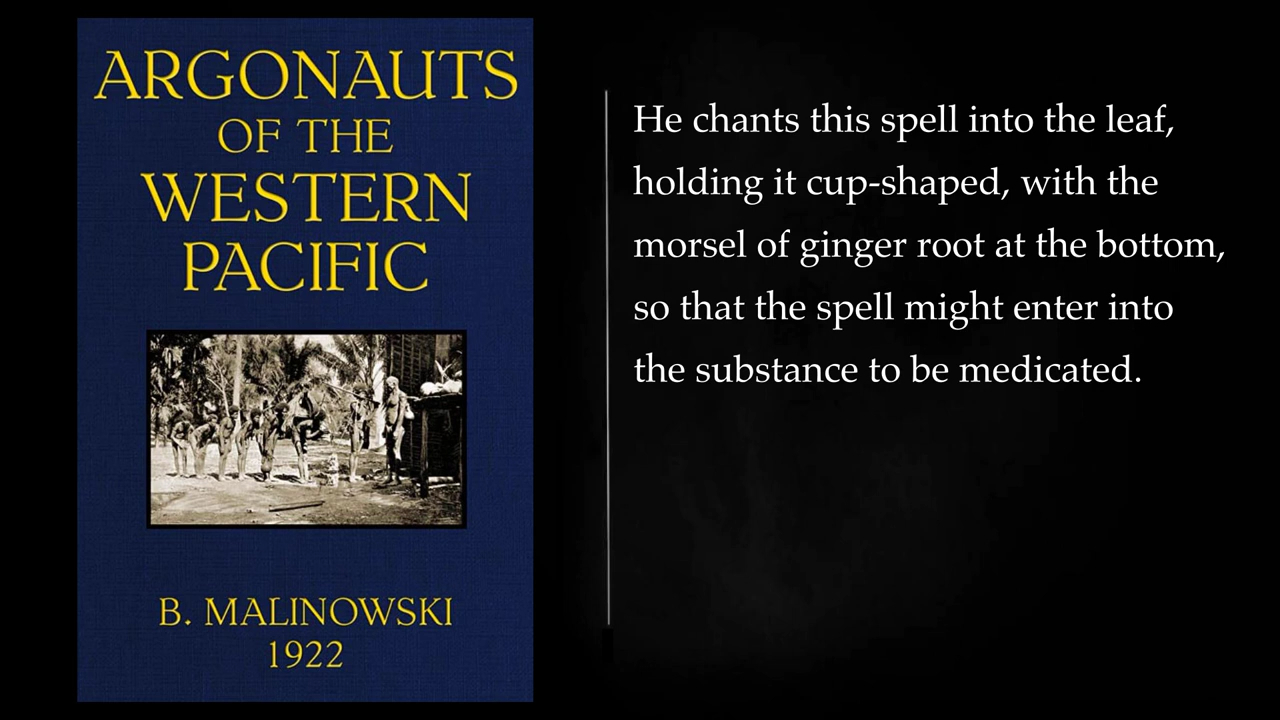 ARGONAUTS
OF THE
WESTERN
PACIFIC
B. MALINOWSKI
1922
He chants this spell into the leaf,
holding it cup-shaped, with the
morsel of ginger root at the bottom,
so that the spell might enter into
the substance to be medicated.